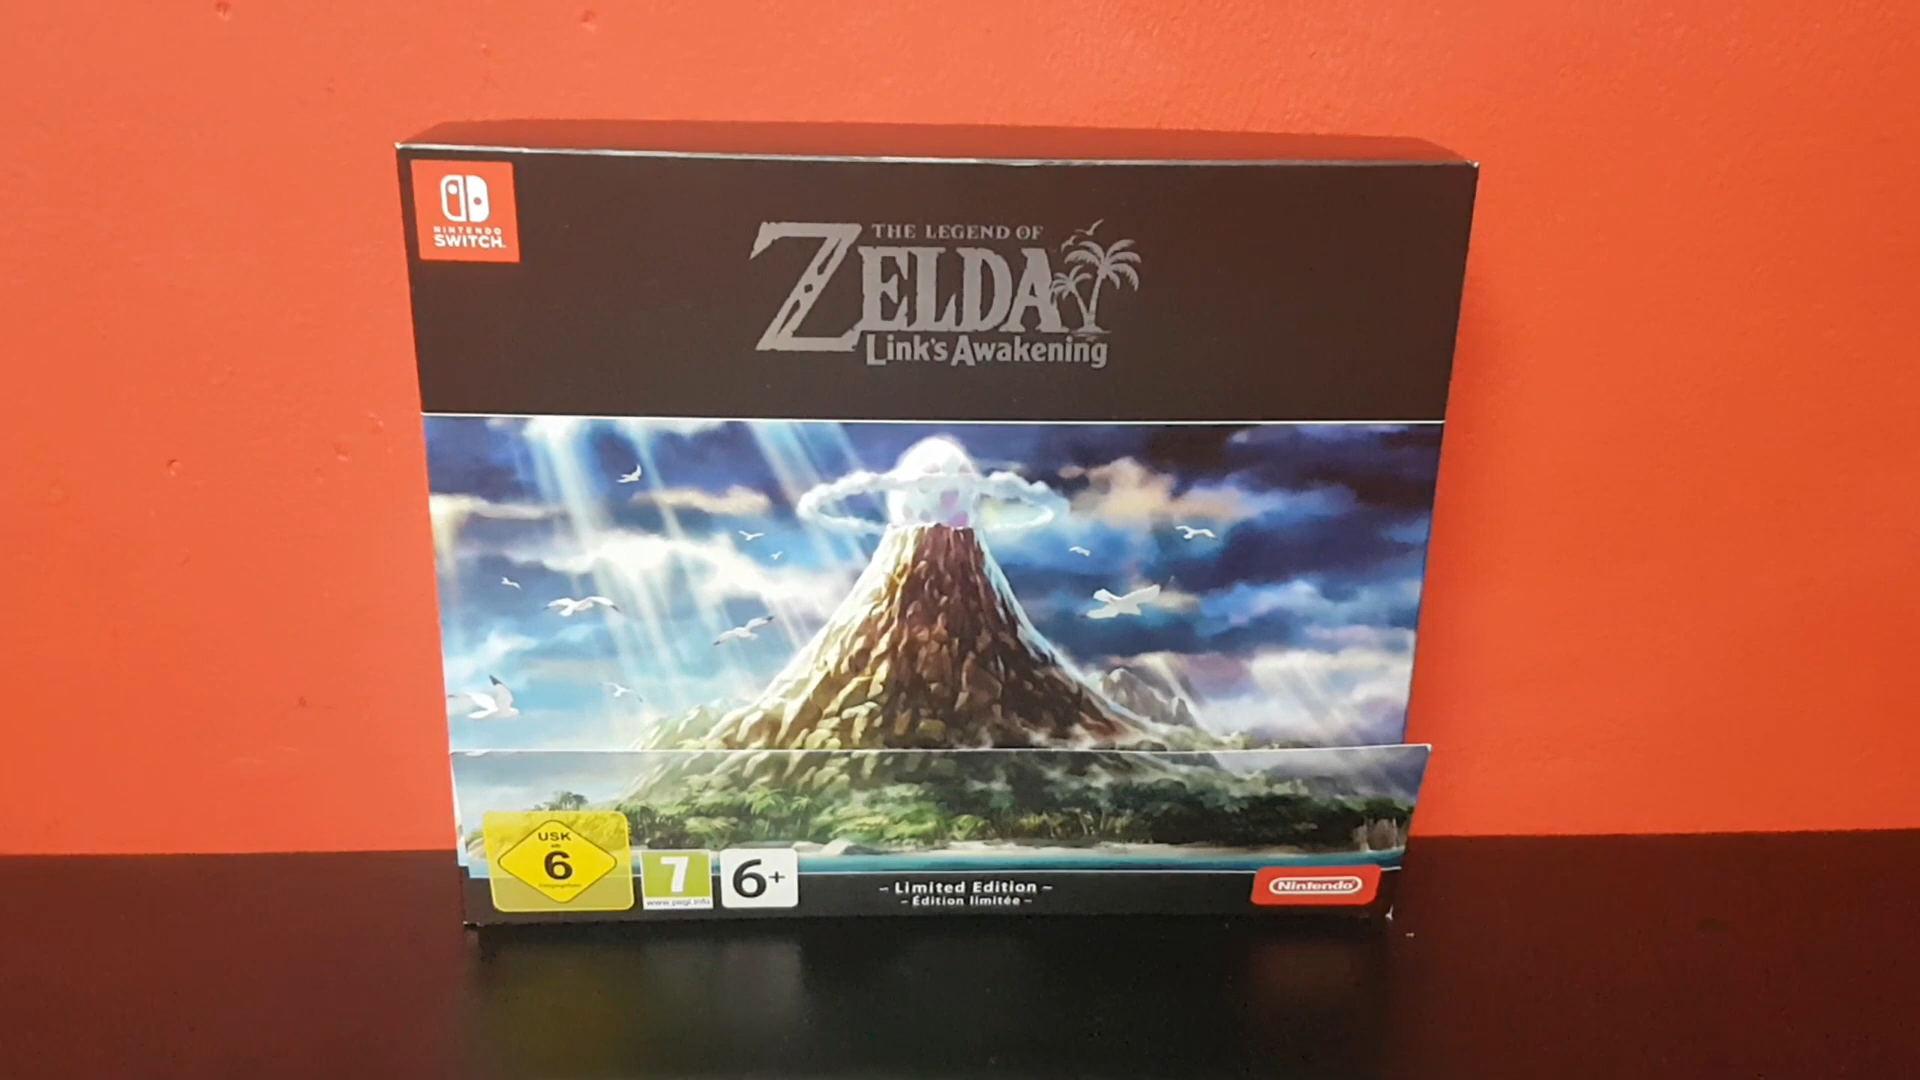 NINTENDO
SWITCH.
THE LEGEND OF
ZELDA
Link's Awakening
USK
ab
6
7
www.pegi.info
6+
~ Limited Edition ~
~ Édition limitée ~
Nintendo